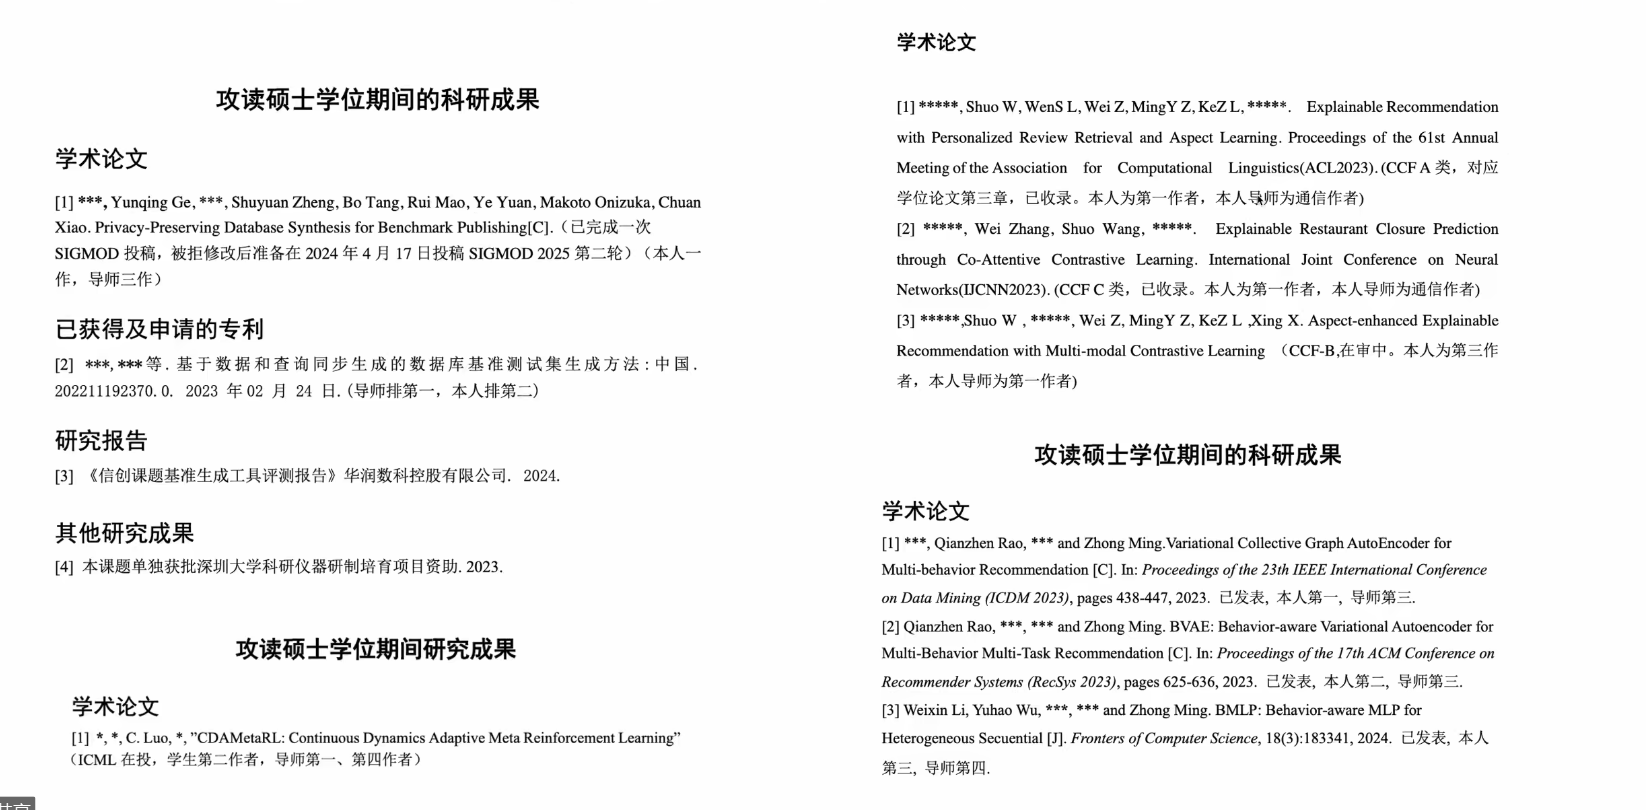 攻读硕士学位期间的科研成果
学术论文
[1] ***, Yunqing Ge, ***, Shuyuan Zheng, Bo Tang, Rui Mao, Ye Yuan, Makoto Onizuka, Chuan
Xiao. Privacy-Preserving Database Synthesis for Benchmark Publishing[C].（已完成一次
SIGMOD 投稿，被拒修改后准备在 2024 年 4 月 17 日投稿 SIGMOD 2025 第二轮）（本人一
作，导师三作）
已获得及申请的专利
[2] ***, *** 等. 基于数据和查询同步生成的数据库基准测试集生成方法: 中国.
202211192370.0. 2023 年 02 月 24 日. (导师排第一，本人排第二)
研究报告
[3] 《信创课题基准生成工具评测报告》华润数科控股有限公司. 2024.
其他研究成果
[4] 本课题单独获批深圳大学科研仪器研制培育项目资助. 2023.
攻读硕士学位期间研究成果
学术论文
[1] *, *, C. Luo, *, ”CDAMetaRL: Continuous Dynamics Adaptive Meta Reinforcement Learning”
（ICML 在投，学生第二作者，导师第一、第四作者）
学术论文
[1] *****, Shuo W, WenS L, Wei Z, MingY Z, KeZ L, *****. Explainable Recommendation
with Personalized Review Retrieval and Aspect Learning. Proceedings of the 61st Annual
Meeting of the Association for Computational Linguistics(ACL2023). (CCF A 类，对应
学位论文第三章，已收录。本人为第一作者，本人导师为通信作者)
[2] *****, Wei Zhang, Shuo Wang, *****. Explainable Restaurant Closure Prediction
through Co-Attentive Contrastive Learning. International Joint Conference on Neural
Networks(IJCNN2023). (CCF C 类，已收录。本人为第一作者，本人导师为通信作者)
[3] *****,Shuo W , *****, Wei Z, MingY Z, KeZ L ,Xing X. Aspect-enhanced Explainable
Recommendation with Multi-modal Contrastive Learning （CCF-B,在审中。本人为第三作
者，本人导师为第一作者)
攻读硕士学位期间的科研成果
学术论文
[1] ***, Qianzhen Rao, *** and Zhong Ming.Variational Collective Graph AutoEncoder for
Multi-behavior Recommendation [C]. In: Proceedings of the 23th IEEE International Conference
on Data Mining (ICDM 2023), pages 438-447, 2023. 已发表, 本人第一, 导师第三.
[2] Qianzhen Rao, ***, *** and Zhong Ming. BVAE: Behavior-aware Variational Autoencoder for
Multi-Behavior Multi-Task Recommendation [C]. In: Proceedings of the 17th ACM Conference on
Recommender Systems (RecSys 2023), pages 625-636, 2023. 已发表, 本人第二, 导师第三.
[3] Weixin Li, Yuhao Wu, ***, *** and Zhong Ming. BMLP: Behavior-aware MLP for
Heterogeneous Secuential [J]. Fronters of Computer Science, 18(3):183341, 2024. 已发表, 本人
第三, 导师第四.